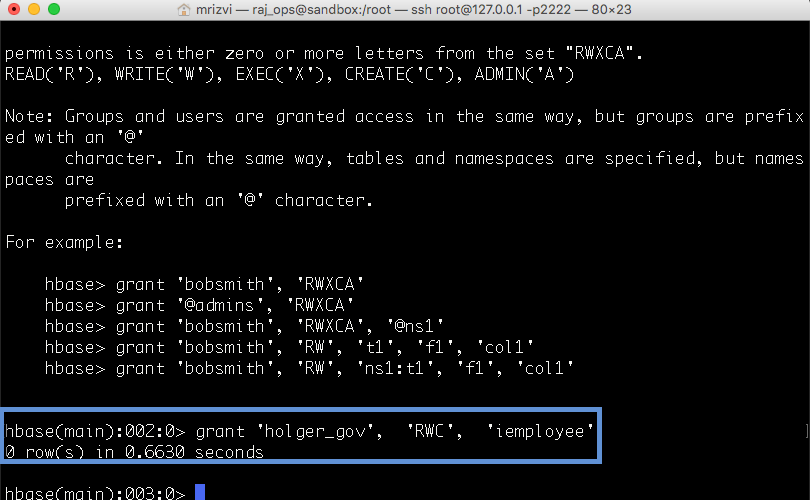 mrizvi — raj_ops@sandbox:/root — ssh root@127.0.0.1 -p2222 — 80×23
permissions is either zero or more letters from the set "RWXCA".
READ('R'), WRITE('W'), EXEC('X'), CREATE('C'), ADMIN('A')
Note: Groups and users are granted access in the same way, but groups are prefix
ed with an '@'
character. In the same way, tables and namespaces are specified, but names
paces are
prefixed with an '@' character.
For example:
hbase> grant 'bobsmith', 'RWXCA'
hbase> grant '@admins', 'RWXCA'
hbase> grant 'bobsmith', 'RWXCA', '@ns1'
hbase> grant 'bobsmith', 'RW', 't1', 'f1', 'col1'
hbase> grant 'bobsmith', 'RW', 'ns1:t1', 'f1', 'col1'
hbase(main):002:0> grant 'holger_gov', 'RWC', 'iemployee'
0 row(s) in 0.6630 seconds
hbase(main):003:0>